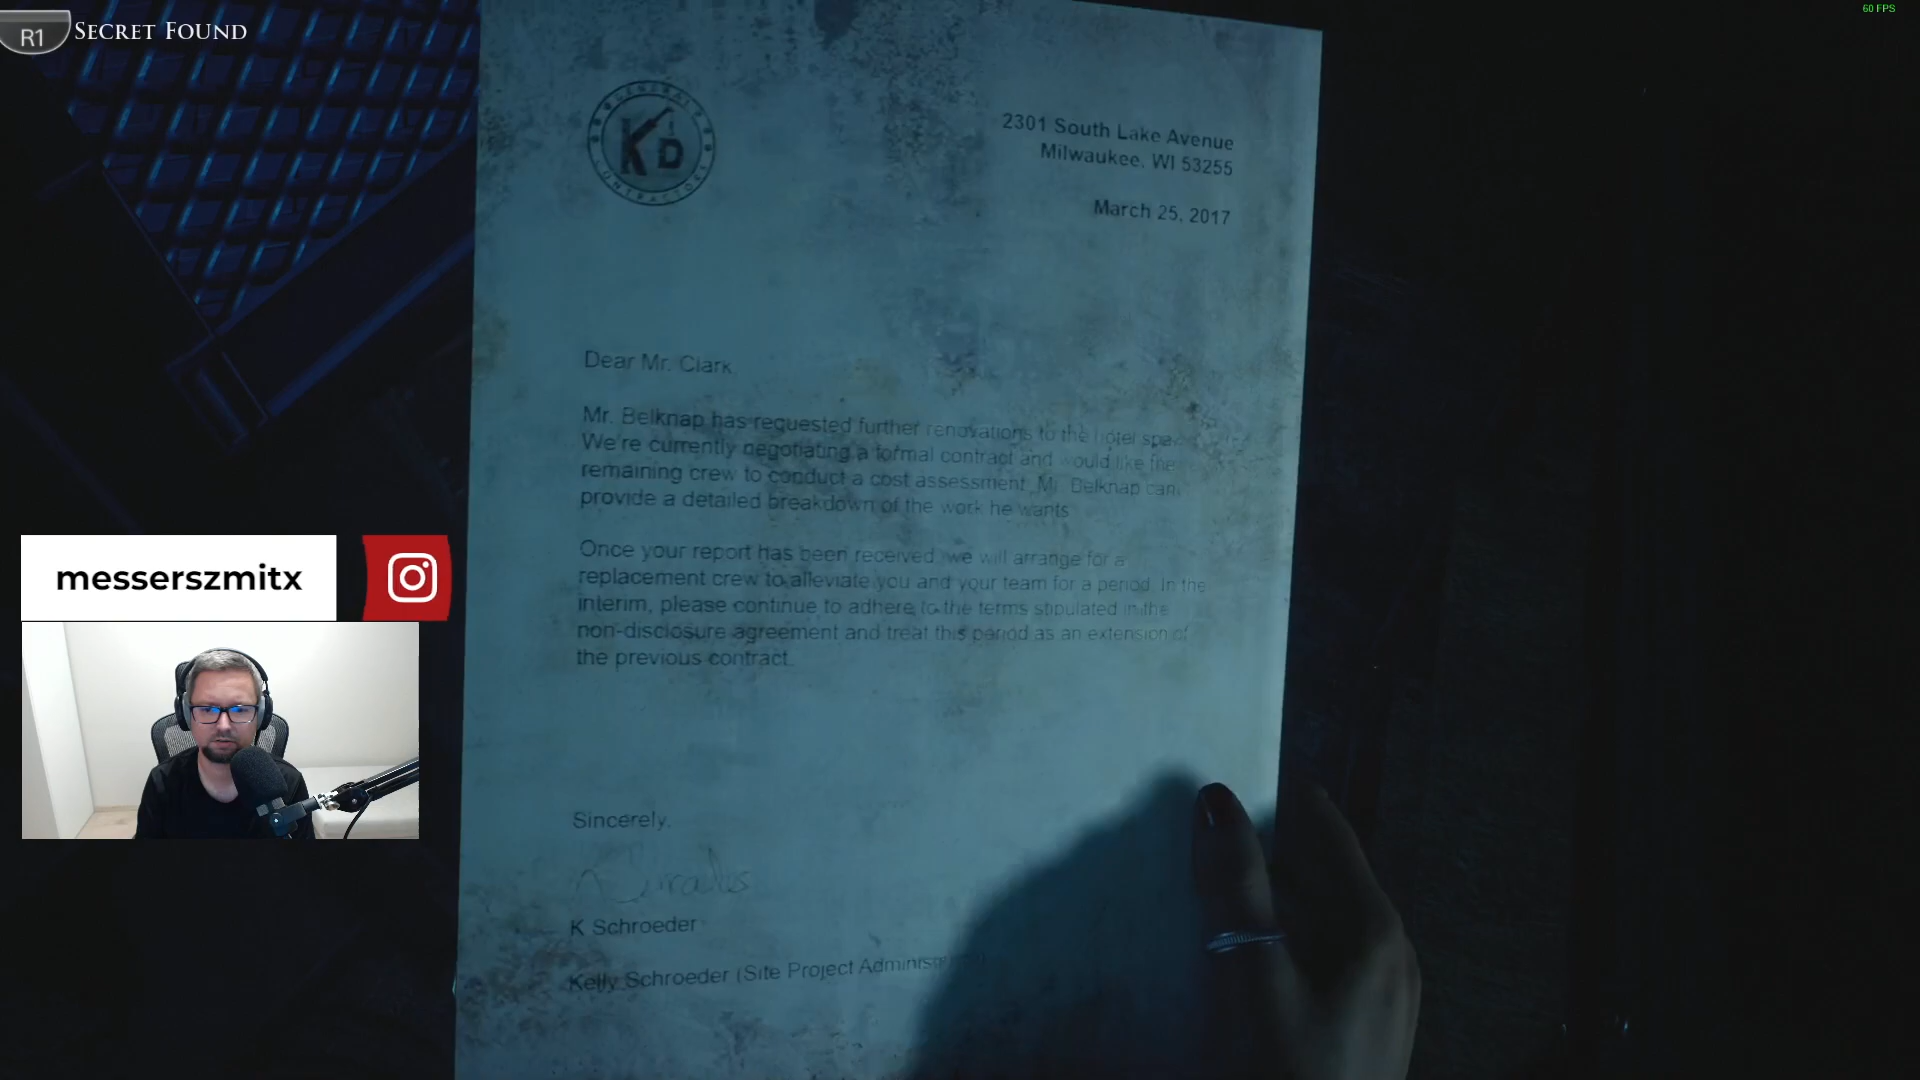 R1 SECRET FOUND
60 FPS
GENERAL
KD
CONTRACTORS
2301 South Lake Avenue
Milwaukee, WI 53255
March 25, 2017
Dear Mr. Clark,
Mr. Belknap has requested further renovations to the hotel spa.
We're currently negotiating a formal contract and would like the
remaining crew to conduct a cost assessment. Mr. Belknap can
provide a detailed breakdown of the work he wants.
Once your report has been received, we will arrange for a
replacement crew to alleviate you and your team for a period. In the
interim, please continue to adhere to the terms stipulated in the
non-disclosure agreement and treat this period as an extension of
the previous contract.
Sincerely,
K Schroeder
Kelly Schroeder (Site Project
messerszmitx